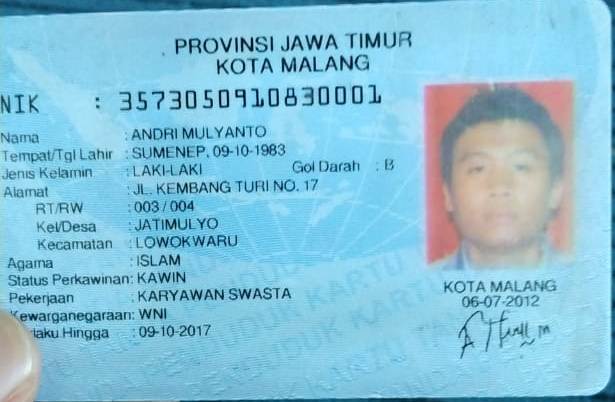 PROVINSI JAWA TIMUR
KOTA MALANG
NIK : 3573050910830001
Nama : ANDRI MULYANTO
Tempat/Tgl Lahir : SUMENEP, 09-10-1983
Jenis Kelamin : LAKI-LAKI Gol Darah : B
Alamat : JL. KEMBANG TURI NO. 17
RT/RW : 003 / 004
Kel/Desa : JATIMULYO
Kecamatan : LOWOKWARU
Agama : ISLAM
Status Perkawinan: KAWIN
Pekerjaan : KARYAWAN SWASTA
Kewarganegaraan: WNI
Hingga : 09-10-2017
KOTA MALANG
06-07-2012